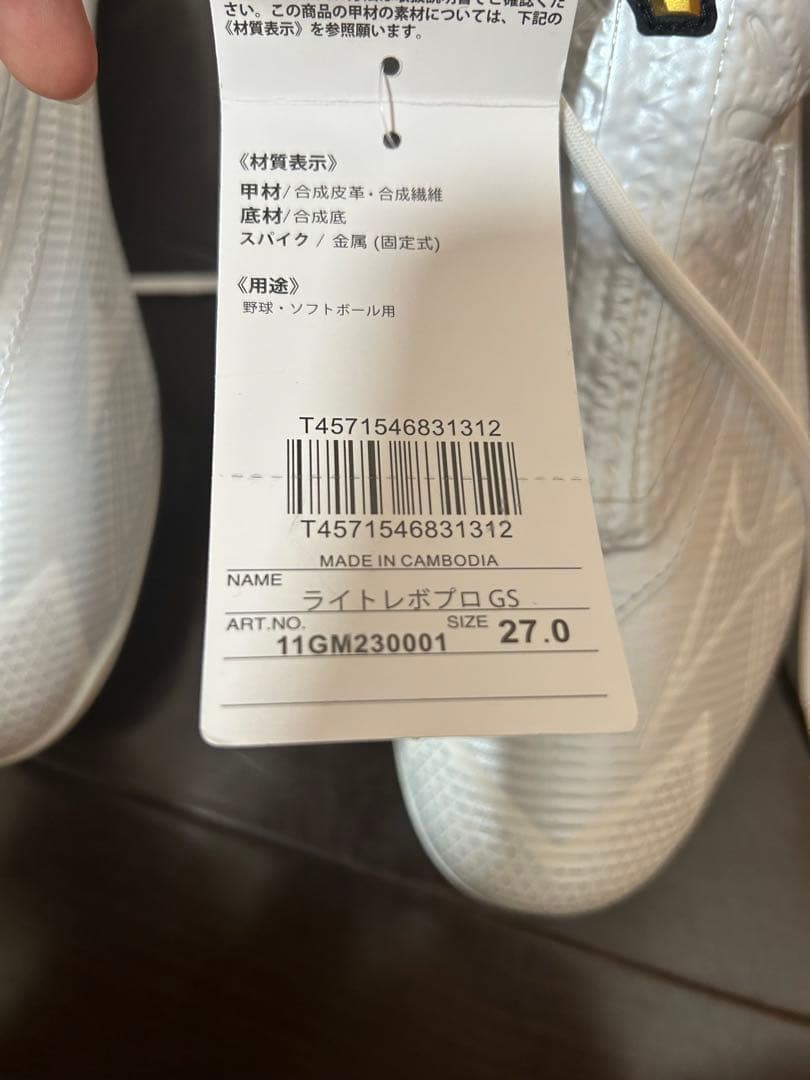 さい。この商品の甲材の素材については、下記の
《材質表示》を参照願います。
《材質表示》
甲材/合成皮革・合成繊維
底材/合成底
スパイク / 金属 (固定式)
《用途》
野球・ソフトボール用
T4571546831312
T4571546831312
MADE IN CAMBODIA
NAME
ライトレボプロ GS
ART.NO.
11GM230001
SIZE 27.0